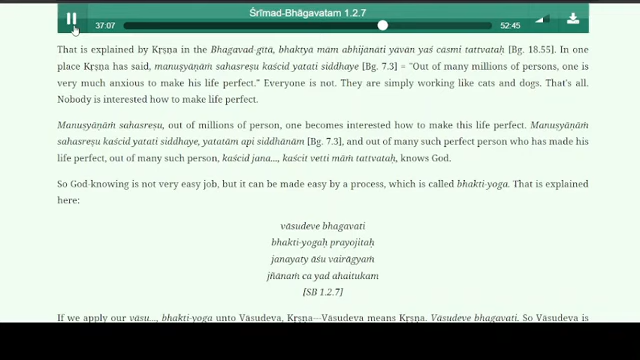 Śrīmad-Bhāgavatam 1.2.7
37:07
52:45
That is explained by Kṛṣṇa in the Bhagavad-gītā, bhaktya mām abhijānāti yāvān yaś cāsmi tattvataḥ [Bg. 18.55]. In one
place Kṛṣṇa has said, manuṣyāṇāṁ sahasreṣu kaścid yatati siddhaye [Bg. 7.3] = "Out of many millions of persons, one is
very much anxious to make his life perfect." Everyone is not. They are simply working like cats and dogs. That's all.
Nobody is interested how to make life perfect.
Manuṣyāṇāṁ sahasreṣu, out of millions of person, one becomes interested how to make this life perfect. Manuṣyāṇāṁ
sahasreṣu kaścid yatati siddhaye, yatatām api siddhānām [Bg. 7.3], and out of many such perfect person who has made his
life perfect, out of many such person, kaścid jana..., kaścit vetti māṁ tattvataḥ, knows God.
So God-knowing is not very easy job, but it can be made easy by a process, which is called bhakti-yoga. That is explained
here:
vāsudeve bhagavati
bhakti-yogaḥ prayojitaḥ
janayaty āśu vairāgyaṁ
jñānaṁ ca yad ahaitukam
[SB 1.2.7]
If we apply our vāsu..., bhakti-yoga unto Vāsudeva, Kṛṣṇa—Vāsudeva means Kṛṣṇa. Vāsudeve bhagavati. So Vāsudeva is